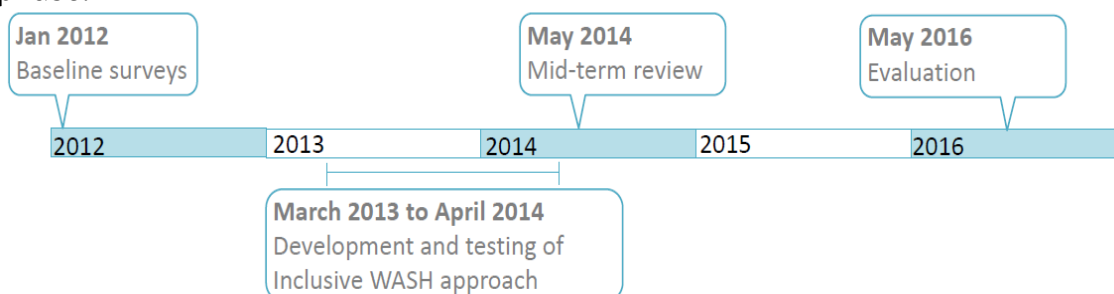 Jan 2012
Baseline surveys
May 2014
Mid-term review
May 2016
Evaluation
2012
2013
2014
2015
2016
March 2013 to April 2014
Development and testing of
Inclusive WASH approach